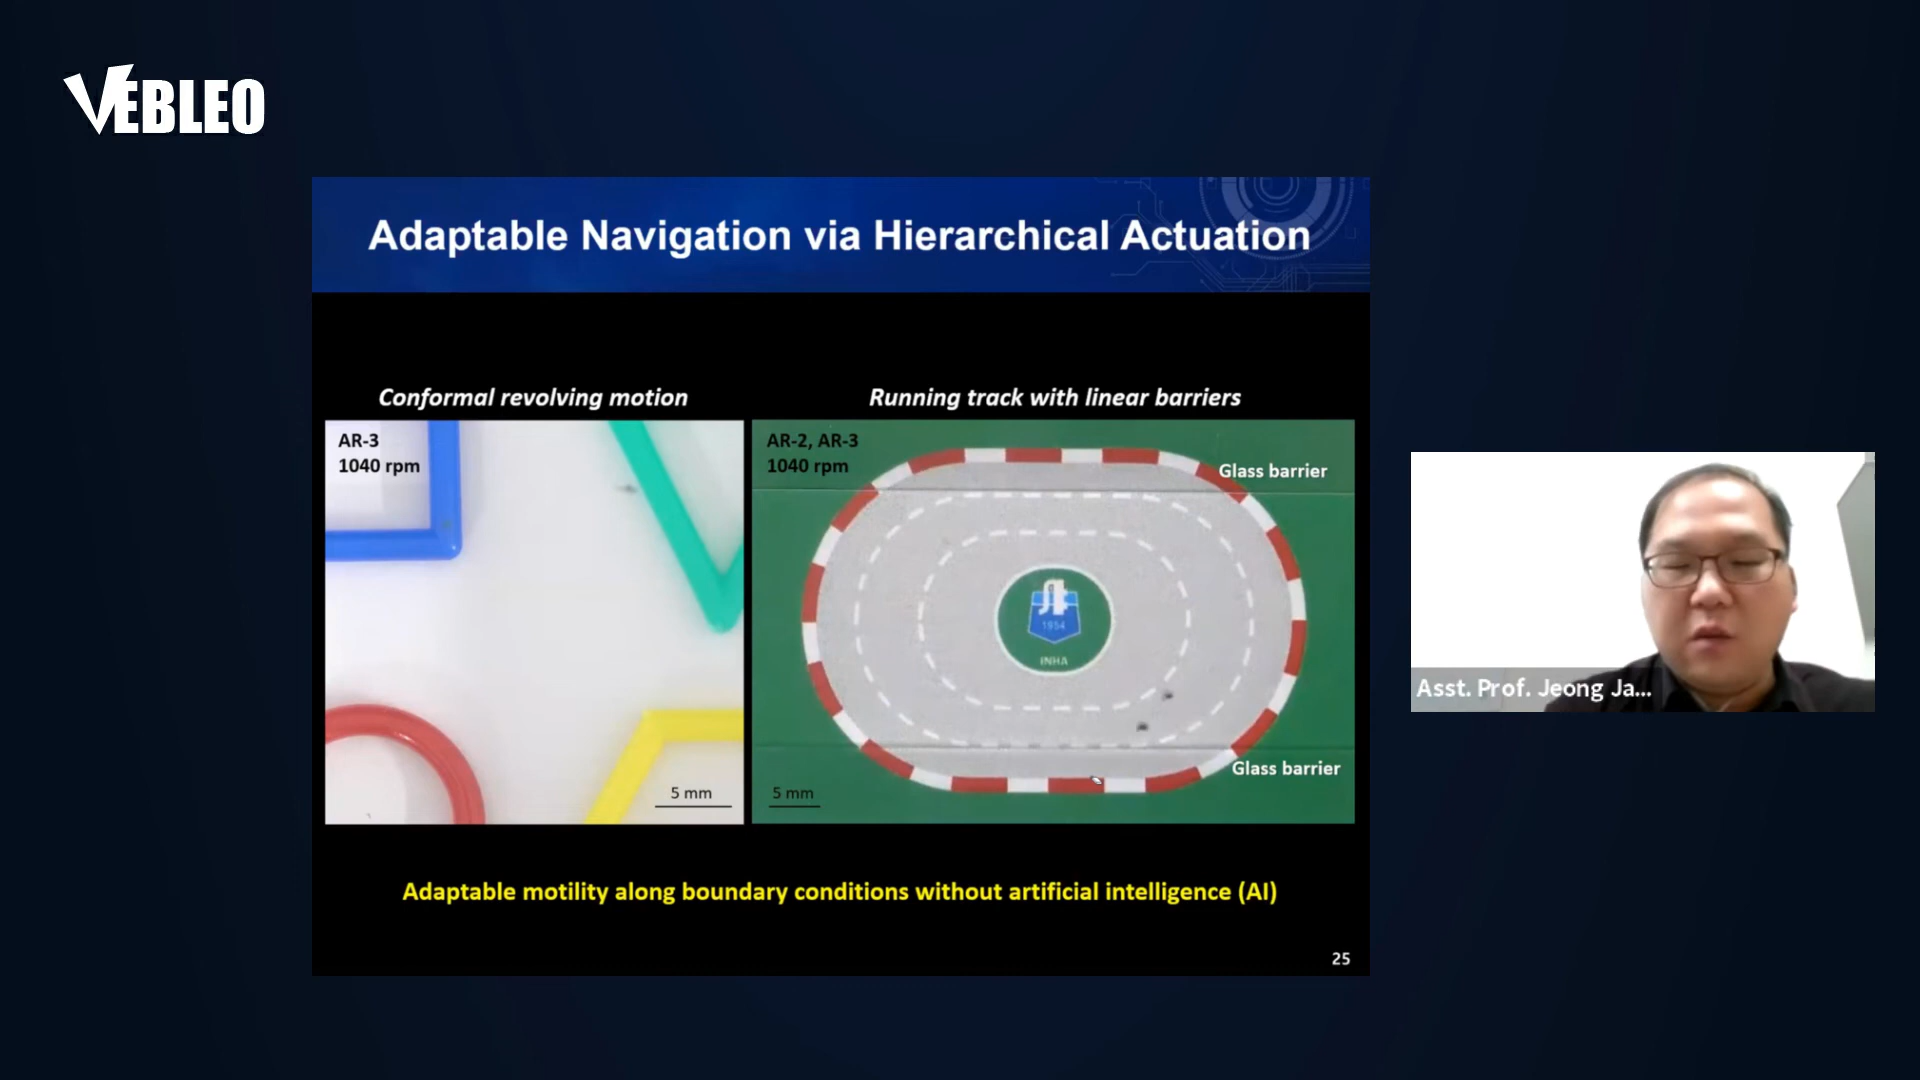 VEBLEO
Adaptable Navigation via Hierarchical Actuation
Conformal revolving motion
AR-3
1040 rpm
5 mm
Running track with linear barriers
AR-2, AR-3
1040 rpm
Glass barrier
1954
INHA
Glass barrier
5 mm
Adaptable motility along boundary conditions without artificial intelligence (AI)
25
Asst. Prof. Jeong Ja...